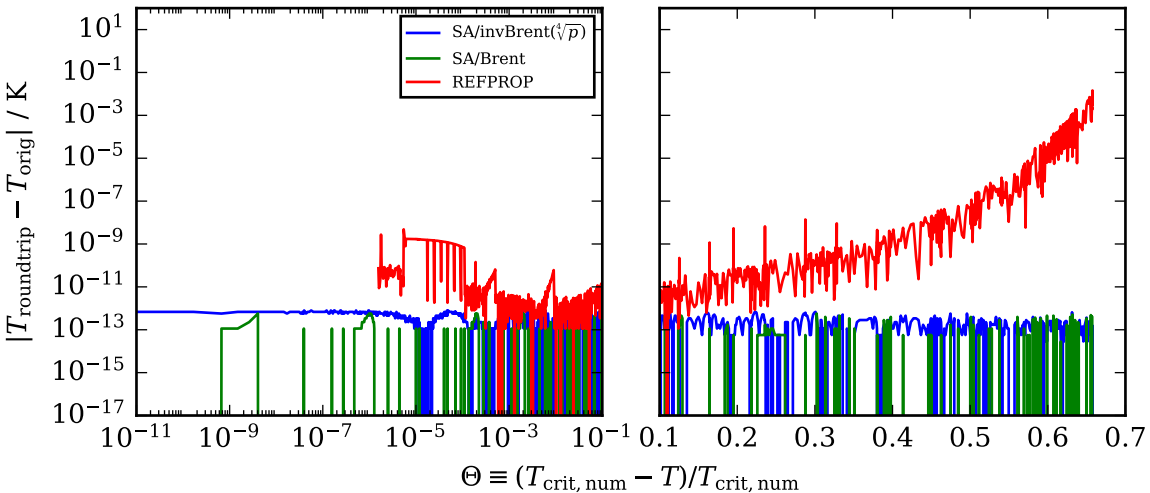 10^1
10^-1
10^-3
10^-5
10^-7
10^-9
10^-11
10^-13
10^-15
10^-17
|T_roundtrip − T_orig| / K
SA/invBrent(∜p)
SA/Brent
REFPROP
10^-11 10^-9 10^-7 10^-5 10^-3 10^-1
0.1 0.2 0.3 0.4 0.5 0.6 0.7
Θ ≡ (T_crit, num − T)/T_crit, num